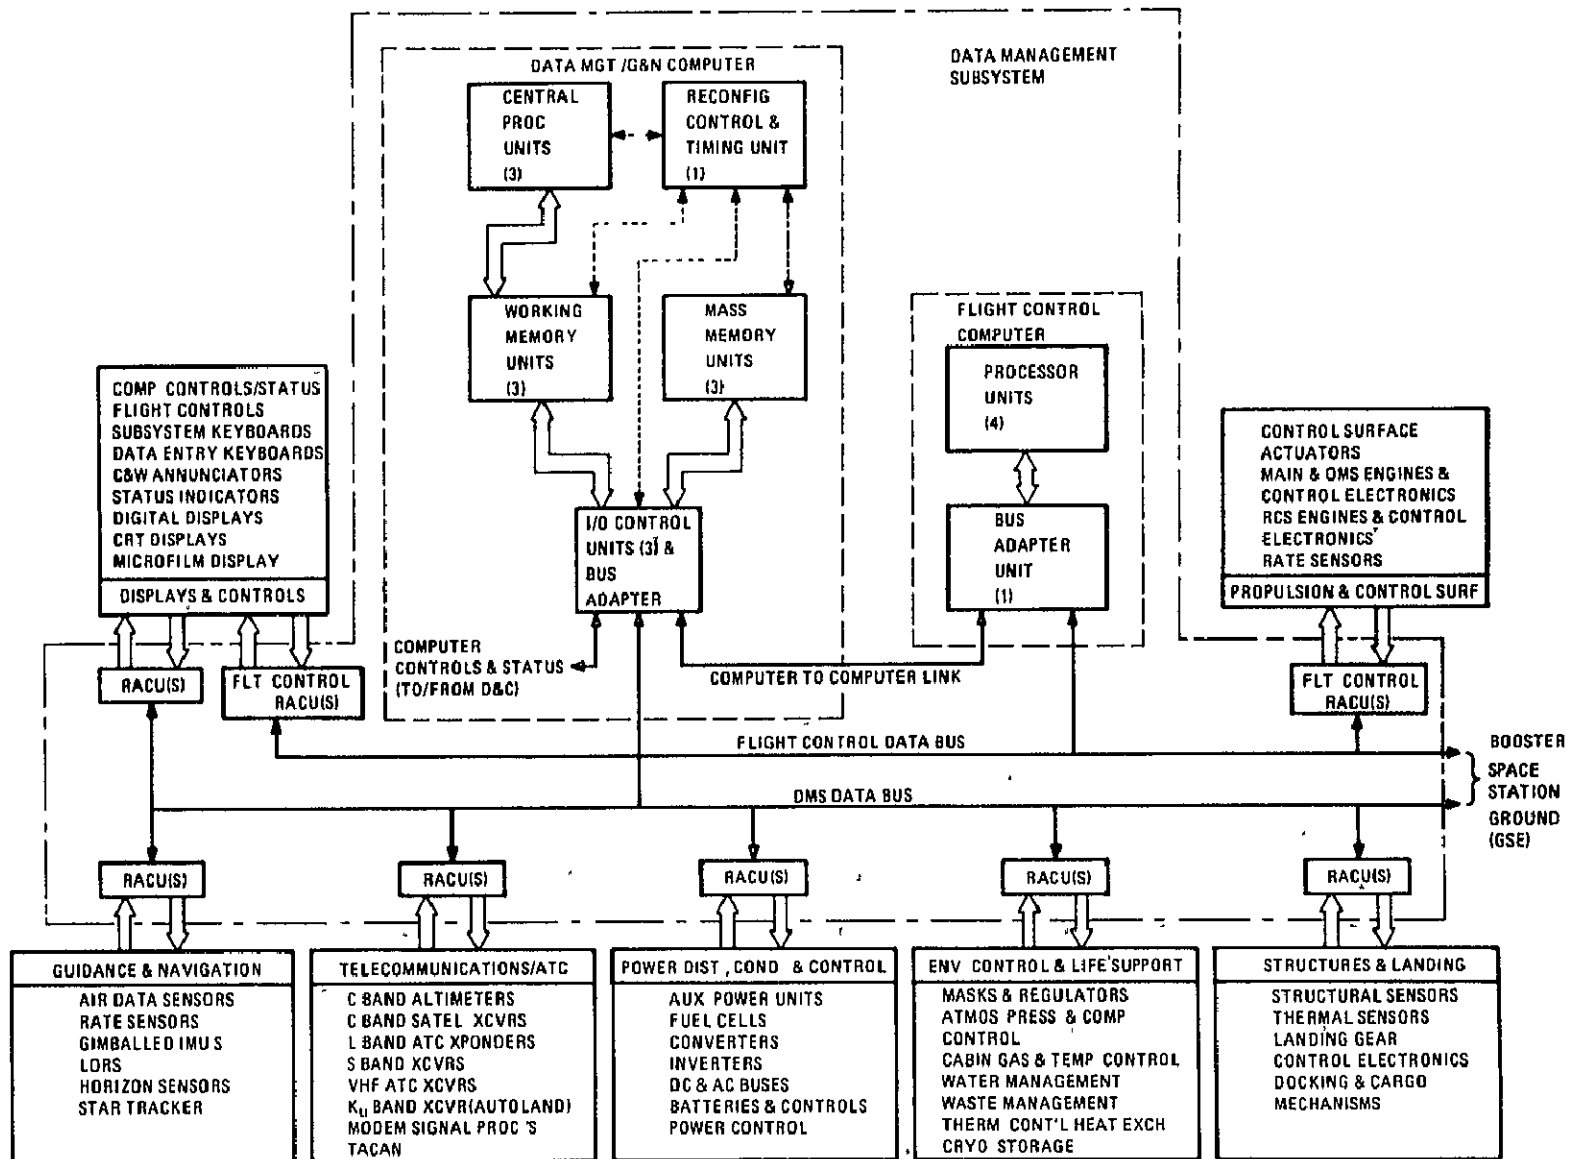 DATA MANAGEMENT
SUBSYSTEM
DATA MGT /G&N COMPUTER
CENTRAL
PROC
UNITS
(3)
RECONFIG
CONTROL &
TIMING UNIT
(1)
WORKING
MEMORY
UNITS
(3)
MASS
MEMORY
UNITS
(3)
I/O CONTROL
UNITS (3) &
BUS
ADAPTER
FLIGHT CONTROL
COMPUTER
PROCESSOR
UNITS
(4)
BUS
ADAPTER
UNIT
(1)
COMP CONTROLS/STATUS
FLIGHT CONTROLS
SUBSYSTEM KEYBOARDS
DATA ENTRY KEYBOARDS
C&W ANNUNCIATORS
STATUS INDICATORS
DIGITAL DISPLAYS
CRT DISPLAYS
MICROFILM DISPLAY
DISPLAYS & CONTROLS
CONTROL SURFACE
ACTUATORS
MAIN & OMS ENGINES &
CONTROL ELECTRONICS
RCS ENGINES & CONTROL
ELECTRONICS
RATE SENSORS
PROPULSION & CONTROL SURF
RACU(S)
FLT CONTROL
RACU(S)
COMPUTER
CONTROLS & STATUS
(TO/FROM D&C)
COMPUTER TO COMPUTER LINK
FLT CONTROL
RACU(S)
FLIGHT CONTROL DATA BUS
DMS DATA BUS
BOOSTER
SPACE
STATION
GROUND
(GSE)
RACU(S)
RACU(S)
RACU(S)
RACU(S)
RACU(S)
GUIDANCE & NAVIGATION
AIR DATA SENSORS
RATE SENSORS
GIMBALLED IMU S
LORS
HORIZON SENSORS
STAR TRACKER
TELECOMMUNICATIONS/ATC
C BAND ALTIMETERS
C BAND SATEL XCVRS
L BAND ATC XPONDERS
S BAND XCVRS
VHF ATC XCVRS
Ku BAND XCVR(AUTOLAND)
MODEM SIGNAL PROC 'S
TACAN
POWER DIST, COND & CONTROL
AUX POWER UNITS
FUEL CELLS
CONVERTERS
INVERTERS
DC & AC BUSES
BATTERIES & CONTROLS
POWER CONTROL
ENV CONTROL & LIFE SUPPORT
MASKS & REGULATORS
ATMOS PRESS & COMP
CONTROL
CABIN GAS & TEMP CONTROL
WATER MANAGEMENT
WASTE MANAGEMENT
THERM CONT'L HEAT EXCH
CRYO STORAGE
STRUCTURES & LANDING
STRUCTURAL SENSORS
THERMAL SENSORS
LANDING GEAR
CONTROL ELECTRONICS
DOCKING & CARGO
MECHANISMS